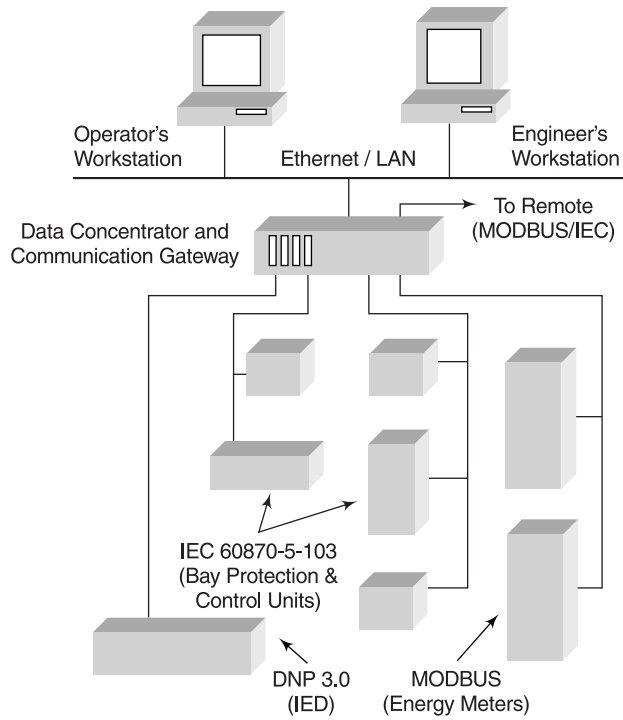 Operator's
Workstation
Ethernet / LAN
Engineer's
Workstation
Data Concentrator and
Communication Gateway
To Remote
(MODBUS/IEC)
IEC 60870-5-103
(Bay Protection &
Control Units)
DNP 3.0
(IED)
MODBUS
(Energy Meters)